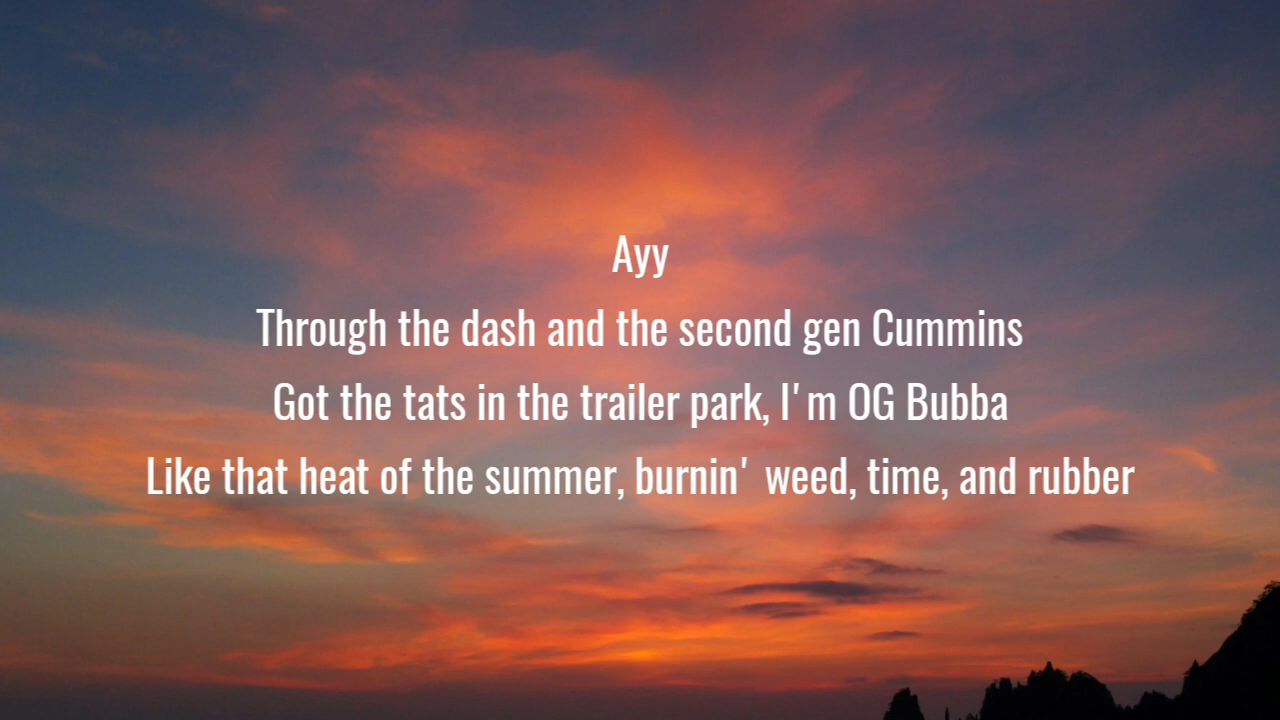 Ayy
Through the dash and the second gen Cummins
Got the tats in the trailer park, I'm OG Bubba
Like that heat of the summer, burnin' weed, time, and rubber